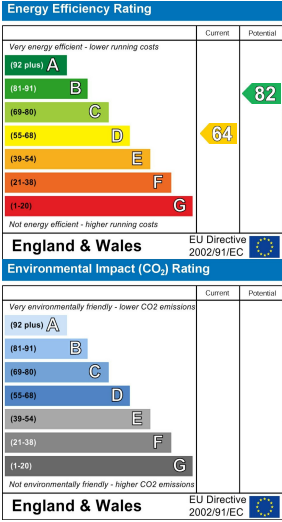 Energy Efficiency Rating
Current Potential
Very energy efficient - lower running costs
(92 plus) A
(81-91) B
82
(69-80) C
(55-68) D
64
(39-54) E
(21-38) F
(1-20) G
Not energy efficient - higher running costs
England & Wales
EU Directive
2002/91/EC
Environmental Impact (CO2) Rating
Current Potential
Very environmentally friendly - lower CO2 emissions
(92 plus) A
(81-91) B
(69-80) C
(55-68) D
(39-54) E
(21-38) F
(1-20) G
Not environmentally friendly - higher CO2 emissions
England & Wales
EU Directive
2002/91/EC